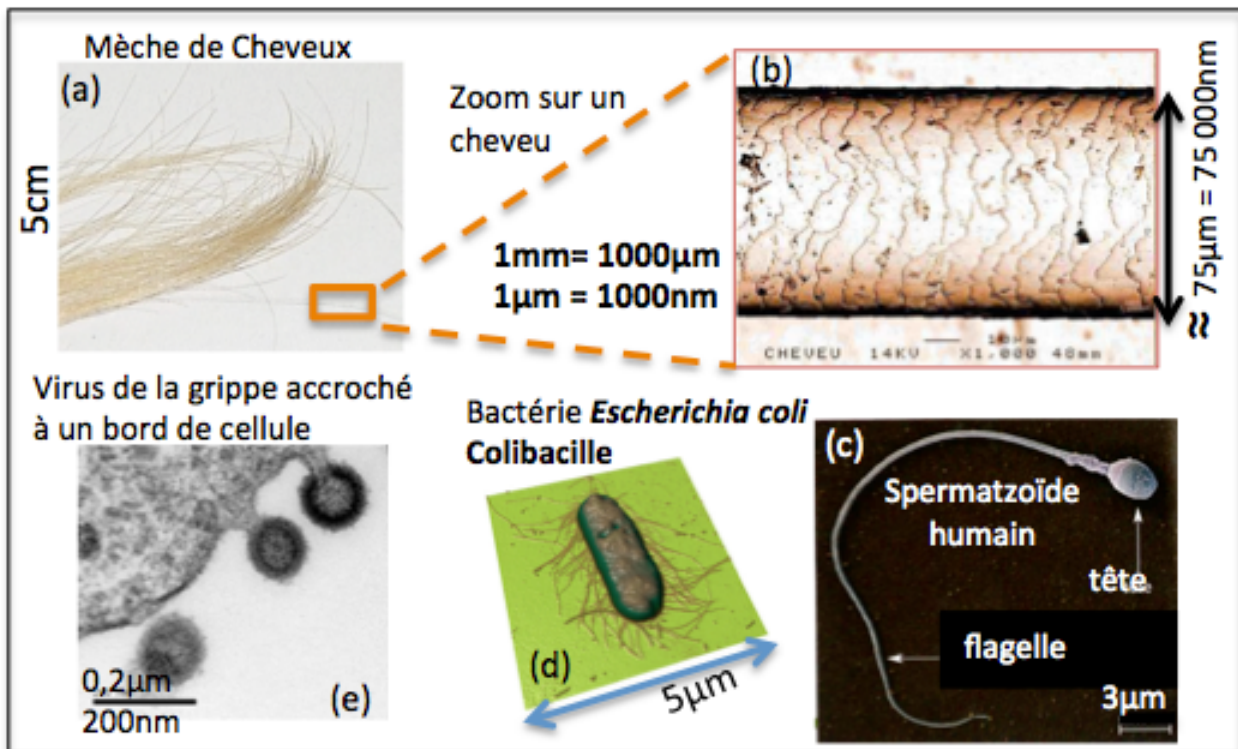 Mèche de Cheveux
(a)
5cm
Zoom sur un
cheveu
1mm= 1000µm
1µm = 1000nm
(b)
CHEVEU 14KV X1,000 48mm
≈ 75µm = 75 000nm
Virus de la grippe accroché
à un bord de cellule
0,2µm
200nm
(e)
Bactérie Escherichia coli
Colibacille
(d)
5µm
(c)
Spermatzoïde
humain
tête
flagelle
3µm